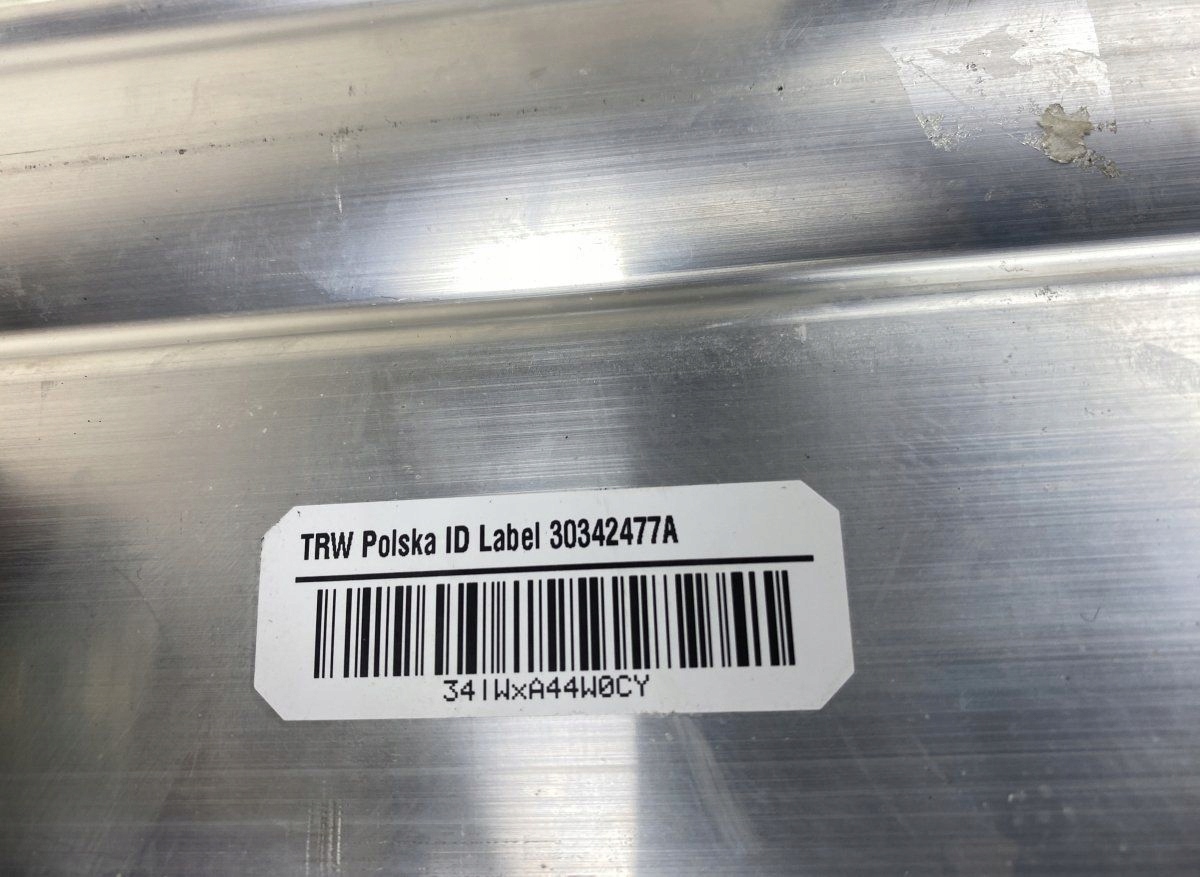 TRW Polska ID Label 30342477A
34|WxA44W0CY